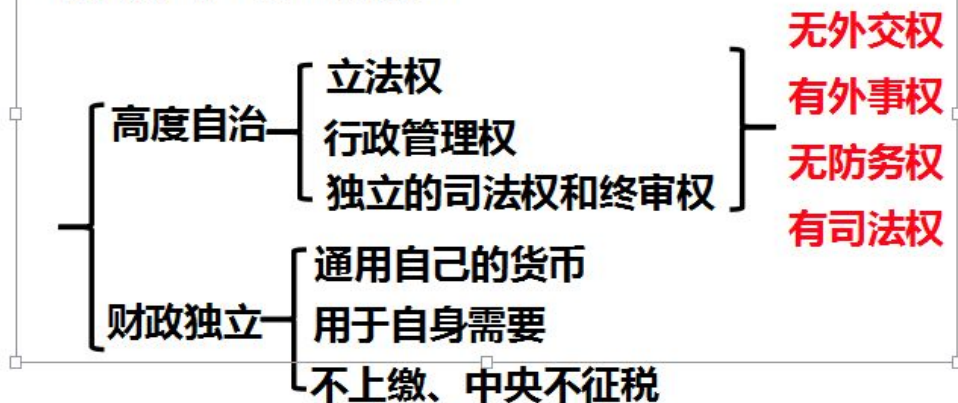 高度自治
立法权
行政管理权
独立的司法权和终审权
无外交权
有外事权
无防务权
有司法权
财政独立
通用自己的货币
用于自身需要
不上缴、中央不征税